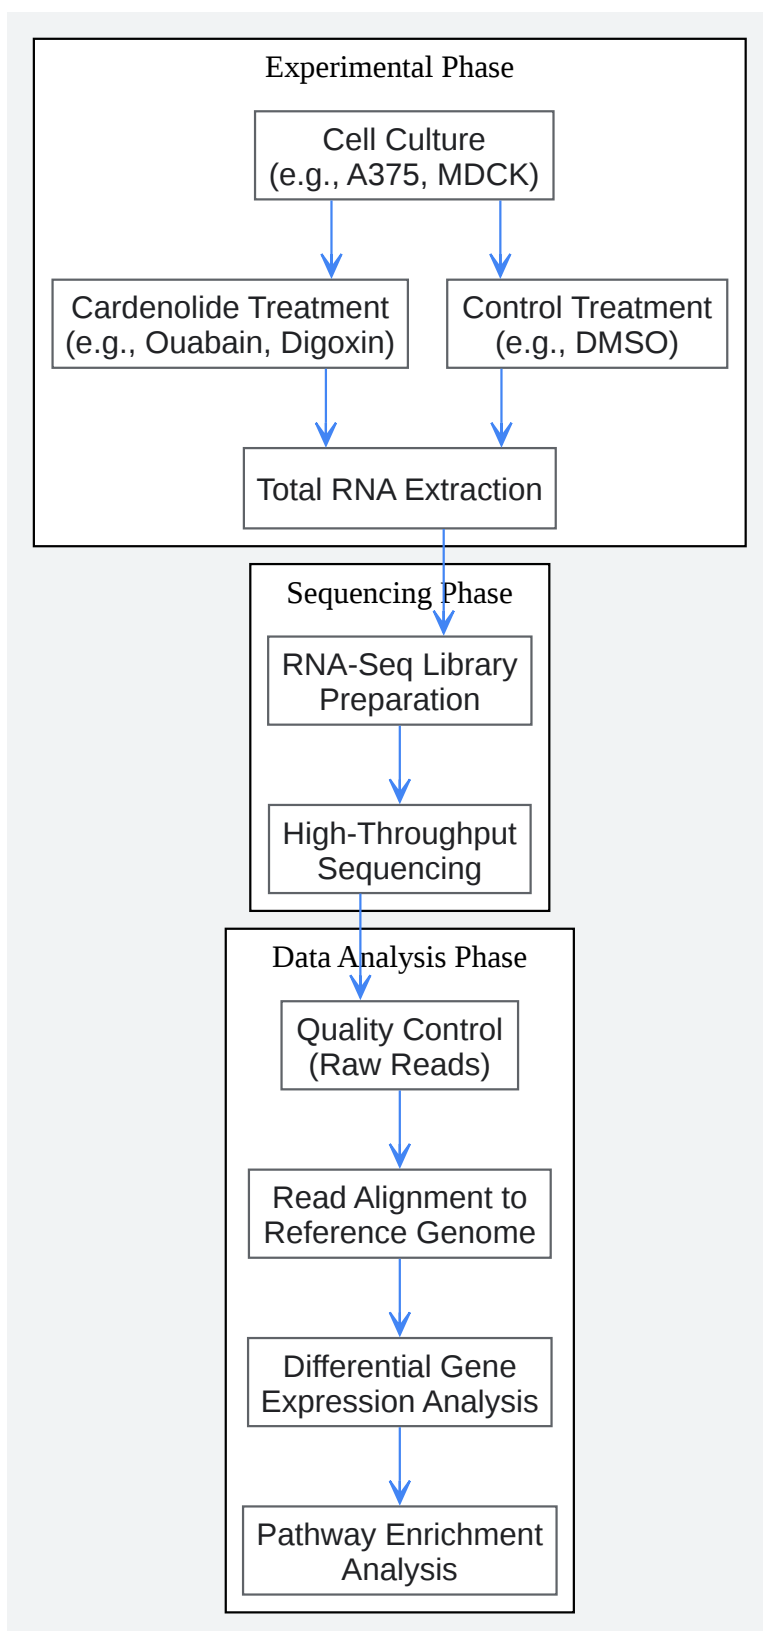 Experimental Phase
Cell Culture
(e.g., A375, MDCK)
Cardenolide Treatment
(e.g., Ouabain, Digoxin)
Control Treatment
(e.g., DMSO)
Total RNA Extraction
Sequencing Phase
RNA-Seq Library
Preparation
High-Throughput
Sequencing
Data Analysis Phase
Quality Control
(Raw Reads)
Read Alignment to
Reference Genome
Differential Gene
Expression Analysis
Pathway Enrichment
Analysis